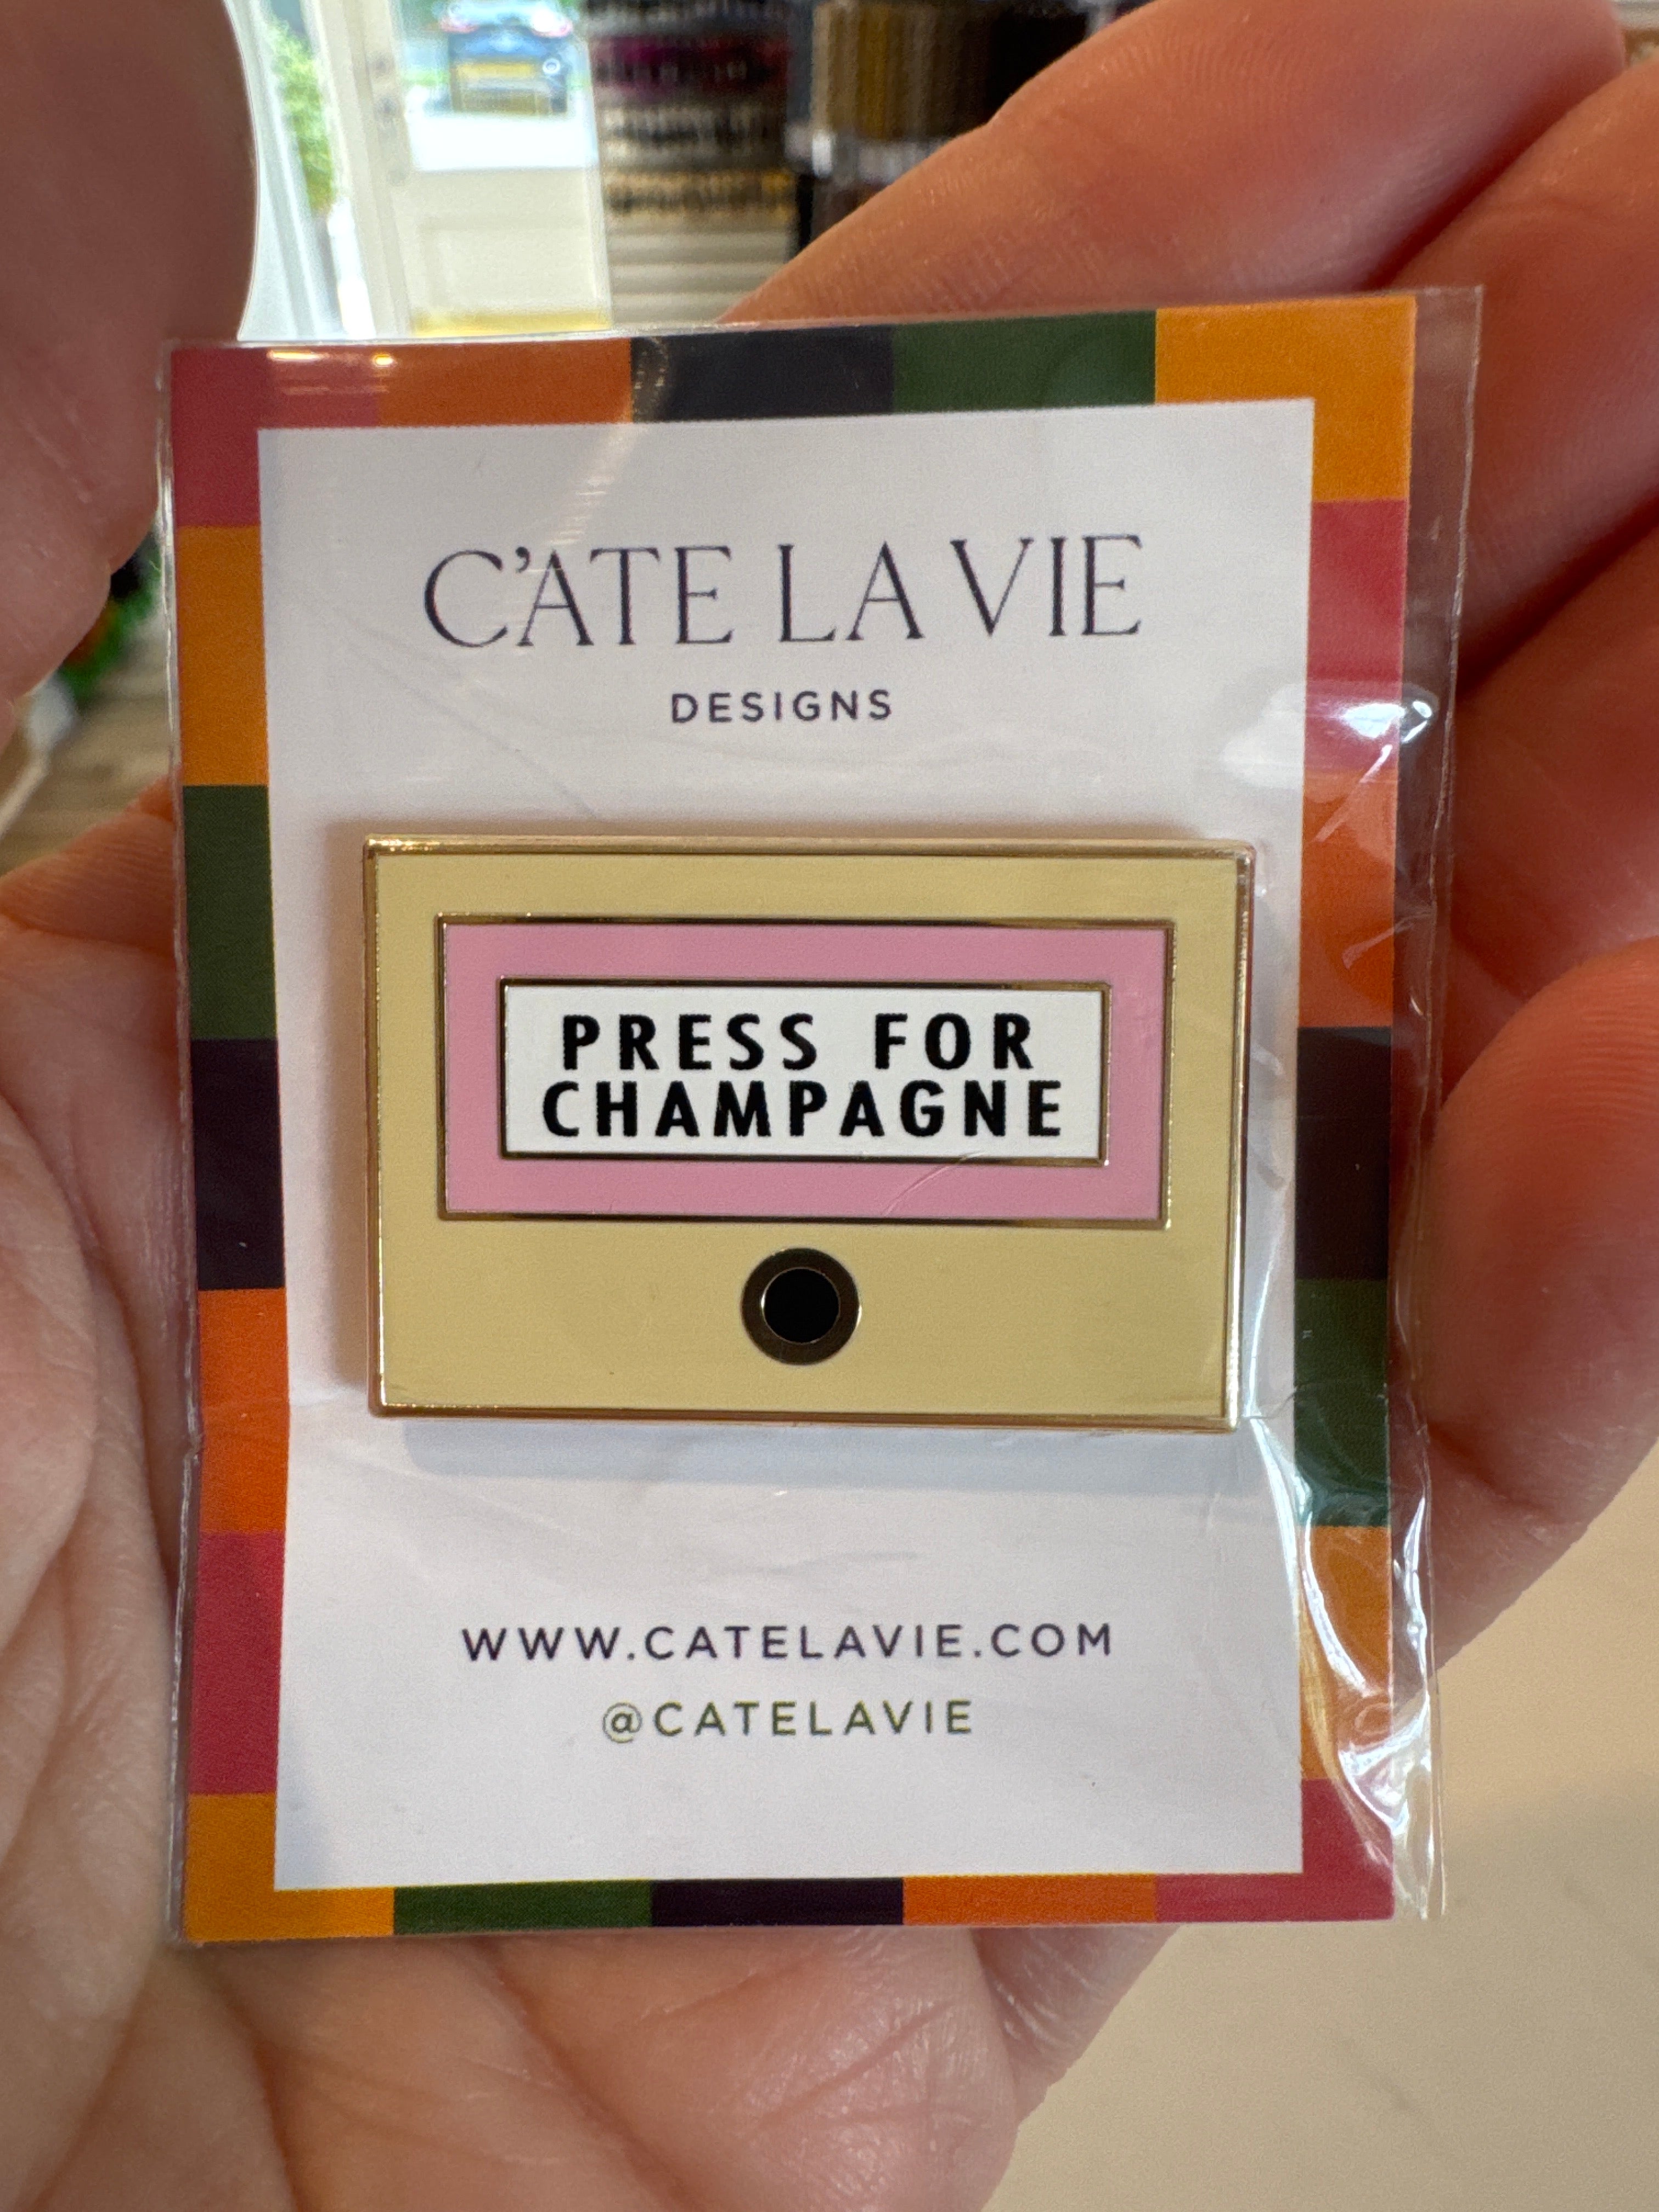 C'ATE LA VIE
DESIGNS
PRESS FOR
CHAMPAGNE
WWW.CATELAVIE.COM
@CATELAVIE